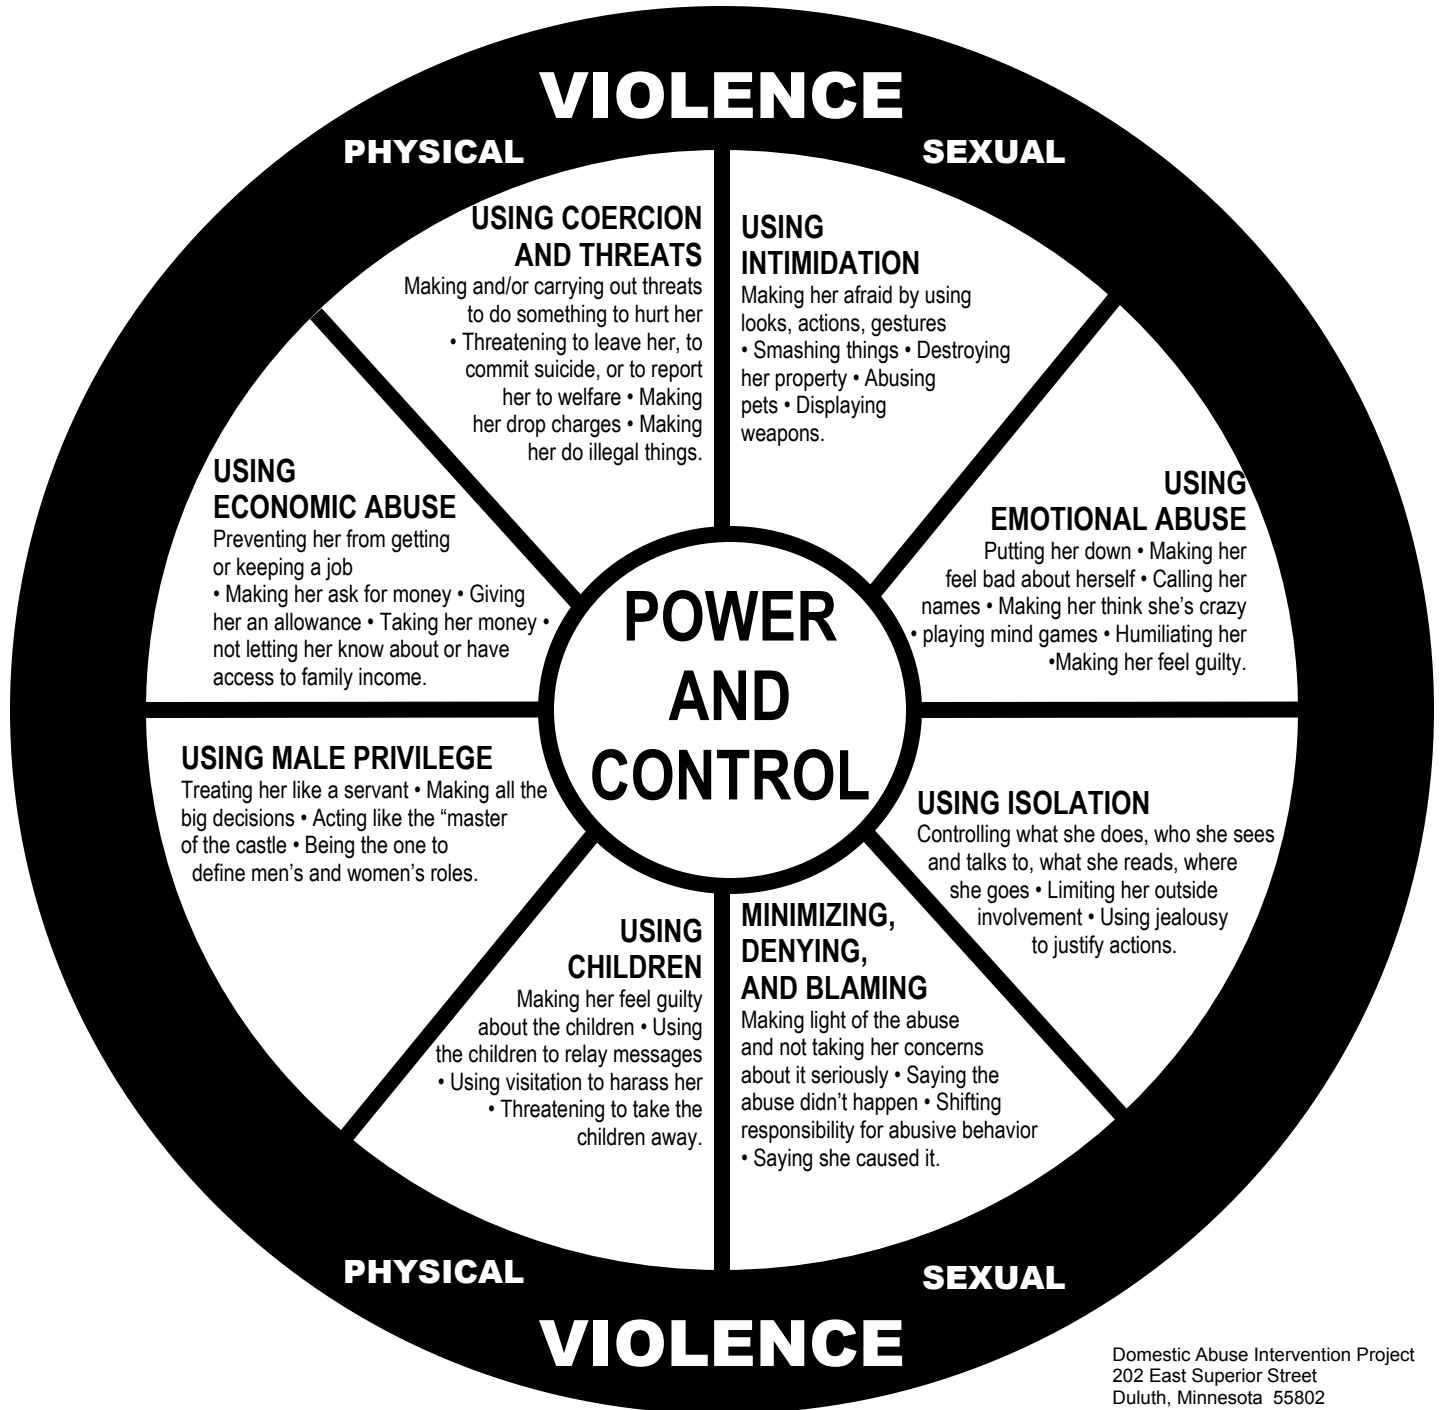 VIOLENCE
PHYSICAL
SEXUAL
USING COERCION
AND THREATS
Making and/or carrying out threats
to do something to hurt her
• Threatening to leave her, to
commit suicide, or to report
her to welfare • Making
her drop charges • Making
her do illegal things.
USING
INTIMIDATION
Making her afraid by using
looks, actions, gestures
• Smashing things • Destroying
her property • Abusing
pets • Displaying
weapons.
USING
ECONOMIC ABUSE
Preventing her from getting
or keeping a job
• Making her ask for money • Giving
her an allowance • Taking her money •
not letting her know about or have
access to family income.
USING
EMOTIONAL ABUSE
Putting her down • Making her
feel bad about herself • Calling her
names • Making her think she’s crazy
• playing mind games • Humiliating her
•Making her feel guilty.
POWER
AND
CONTROL
USING MALE PRIVILEGE
Treating her like a servant • Making all the
big decisions • Acting like the “master
of the castle • Being the one to
define men’s and women’s roles.
USING ISOLATION
Controlling what she does, who she sees
and talks to, what she reads, where
she goes • Limiting her outside
involvement • Using jealousy
to justify actions.
USING
CHILDREN
Making her feel guilty
about the children • Using
the children to relay messages
• Using visitation to harass her
• Threatening to take the
children away.
MINIMIZING,
DENYING,
AND BLAMING
Making light of the abuse
and not taking her concerns
about it seriously • Saying the
abuse didn’t happen • Shifting
responsibility for abusive behavior
• Saying she caused it.
PHYSICAL
SEXUAL
VIOLENCE
Domestic Abuse Intervention Project
202 East Superior Street
Duluth, Minnesota  55802